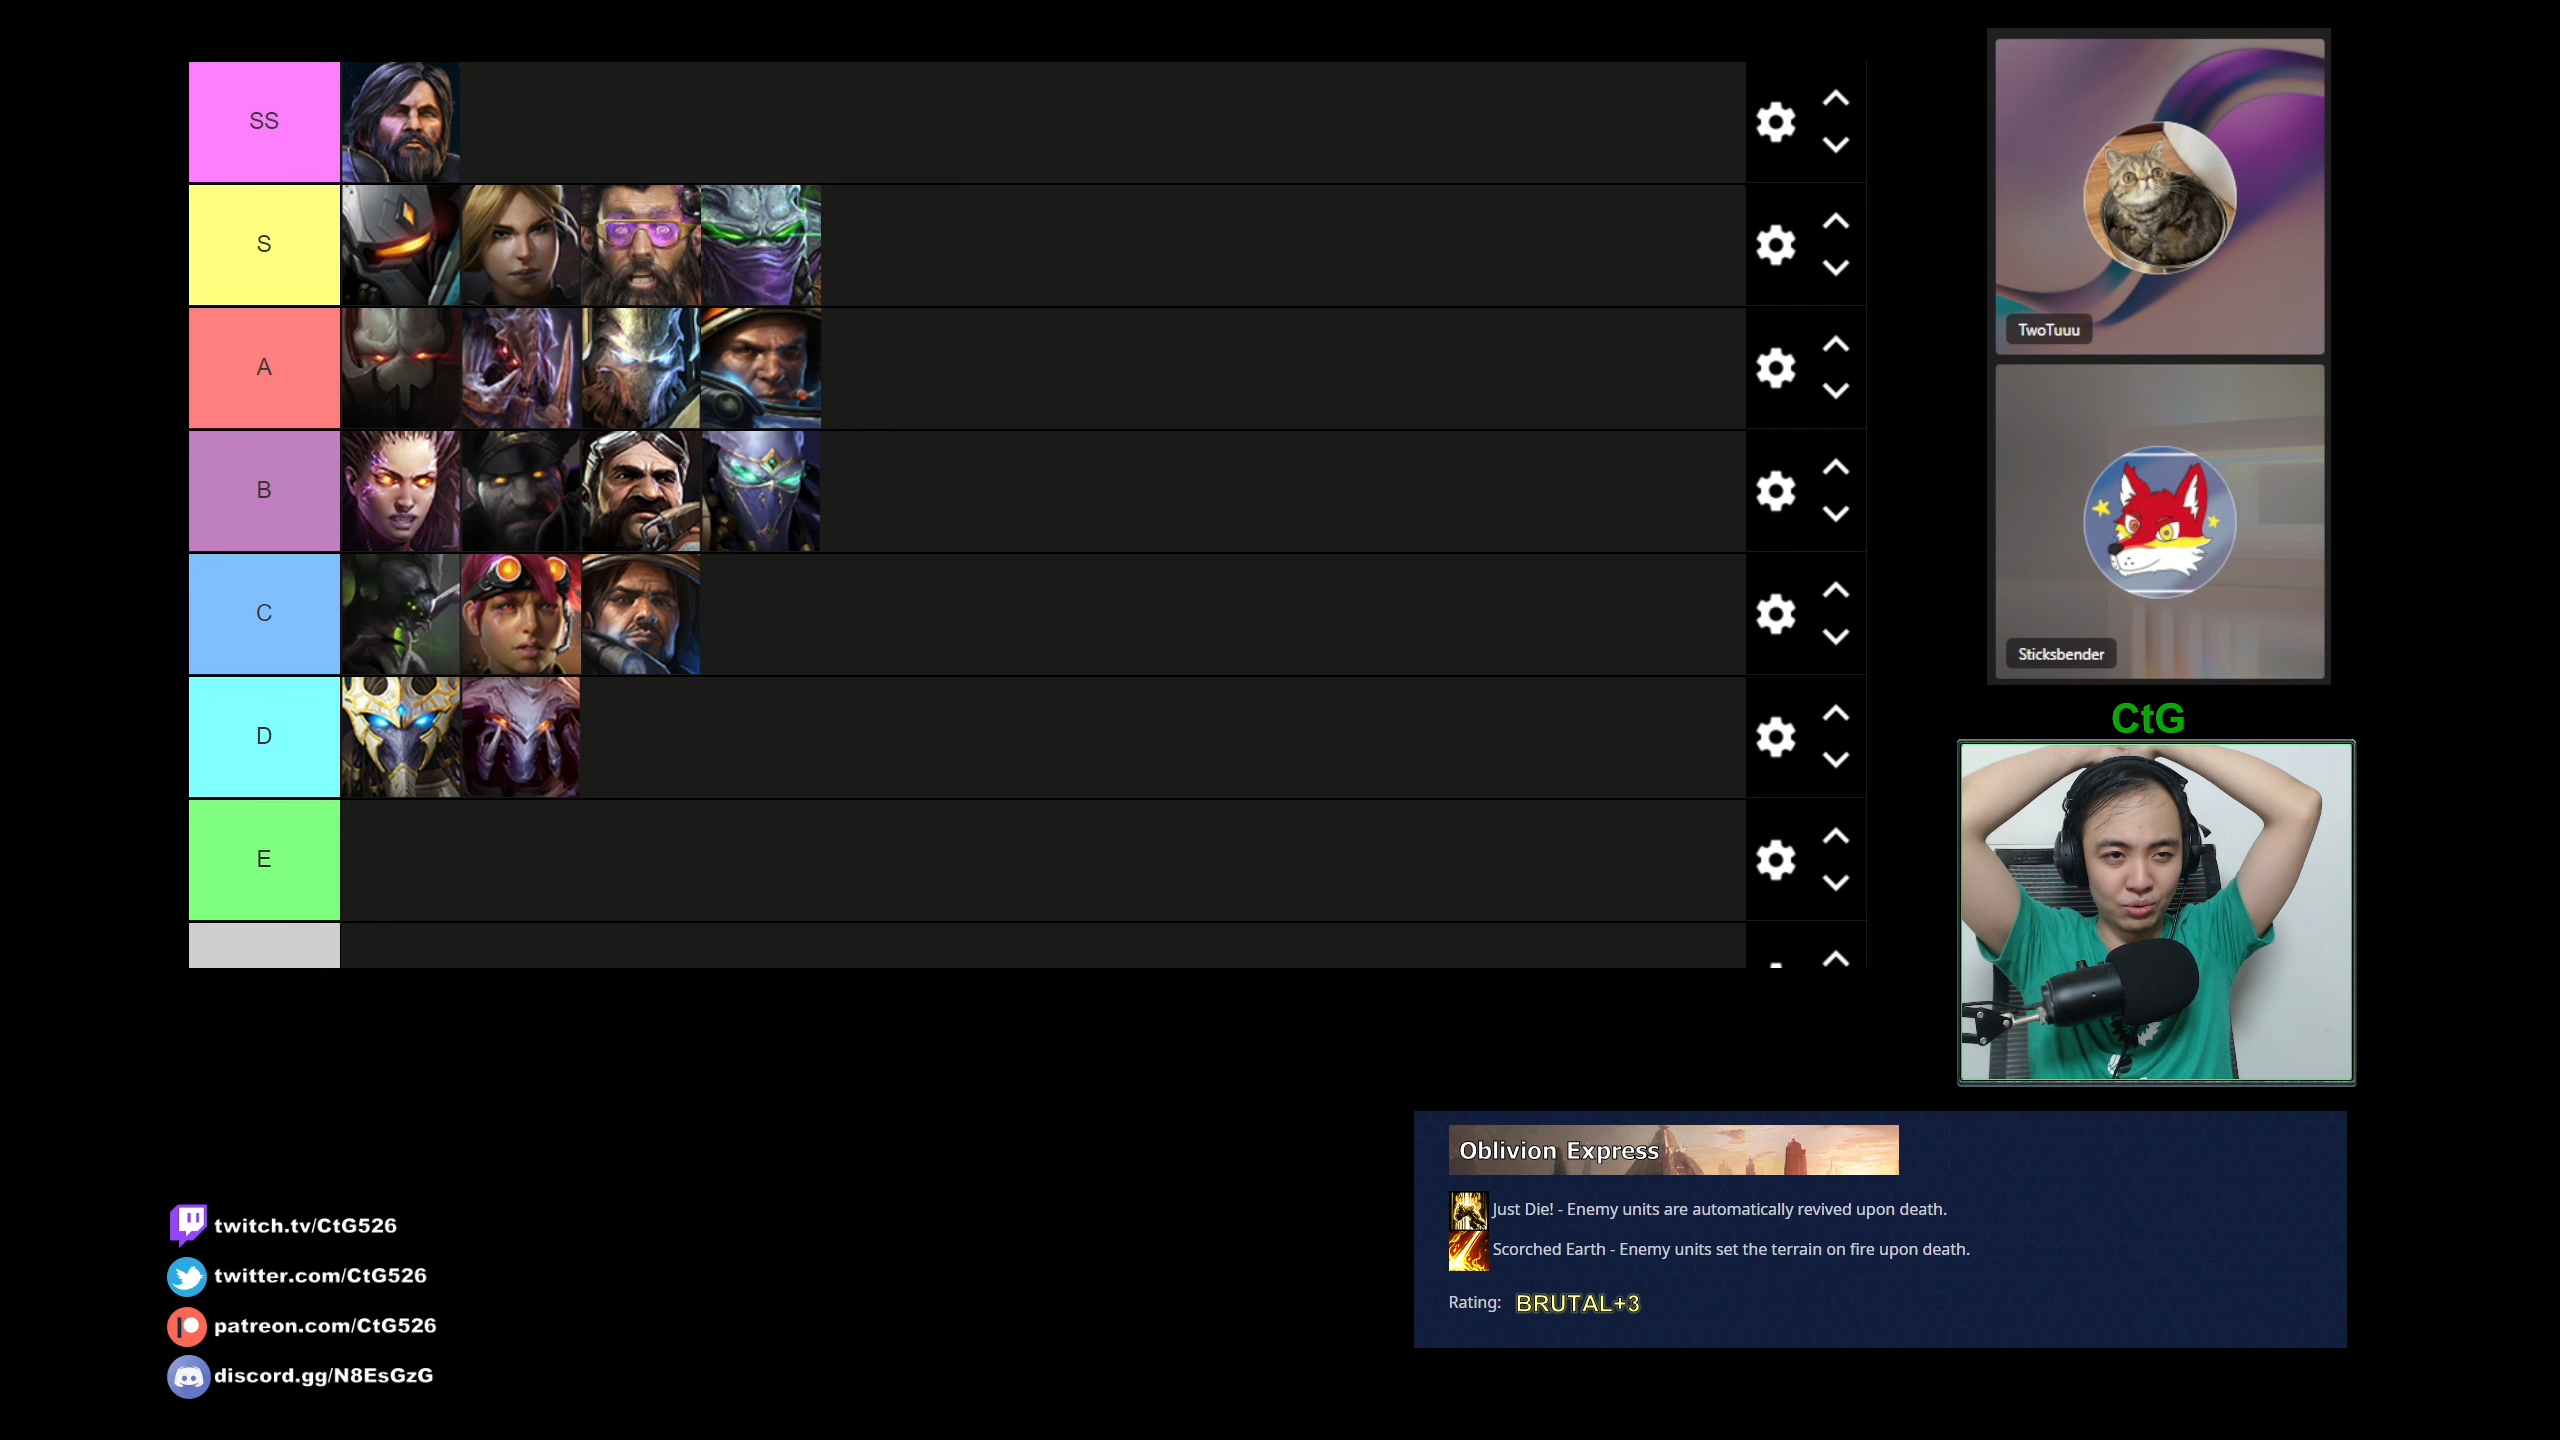 SS
S
A
B
C
D
E
TwoTuuu
Sticksbender
CtG
Oblivion Express
Just Die! - Enemy units are automatically revived upon death.
Scorched Earth - Enemy units set the terrain on fire upon death.
Rating: BRUTAL+3
twitch.tv/CtG526
twitter.com/CtG526
patreon.com/CtG526
discord.gg/N8EsGzG